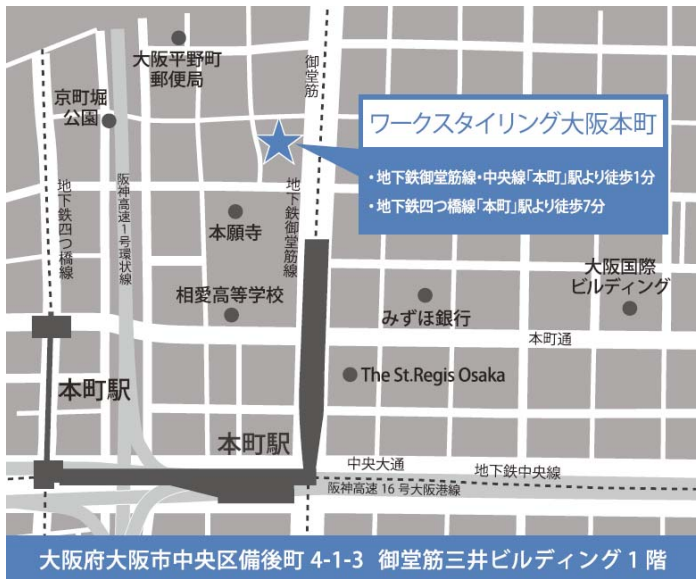 大阪平野町
郵便局
京町堀
公園
御堂筋
ワークスタイリング大阪本町
・地下鉄御堂筋線・中央線「本町」駅より徒歩1分
・地下鉄四つ橋線「本町」駅より徒歩7分
地下鉄四つ橋線
阪神高速1号環状線
地下鉄御堂筋線
本願寺
大阪国際
ビルディング
相愛高等学校
みずほ銀行
本町通
The St.Regis Osaka
本町駅
本町駅
中央大通
地下鉄中央線
阪神高速16号大阪港線
大阪府大阪市中央区備後町 4-1-3 御堂筋三井ビルディング 1 階